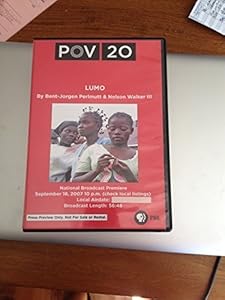 POV 20
LUMO
By Bent-Jorgen Perlmutt & Nelson Walker III
National Broadcast Premiere
September 18, 2007 10 p.m. (check local listings)
Local Airdate:
Broadcast Length: 56:46
Press Preview Only. Not For Sale or Rental.
PBS